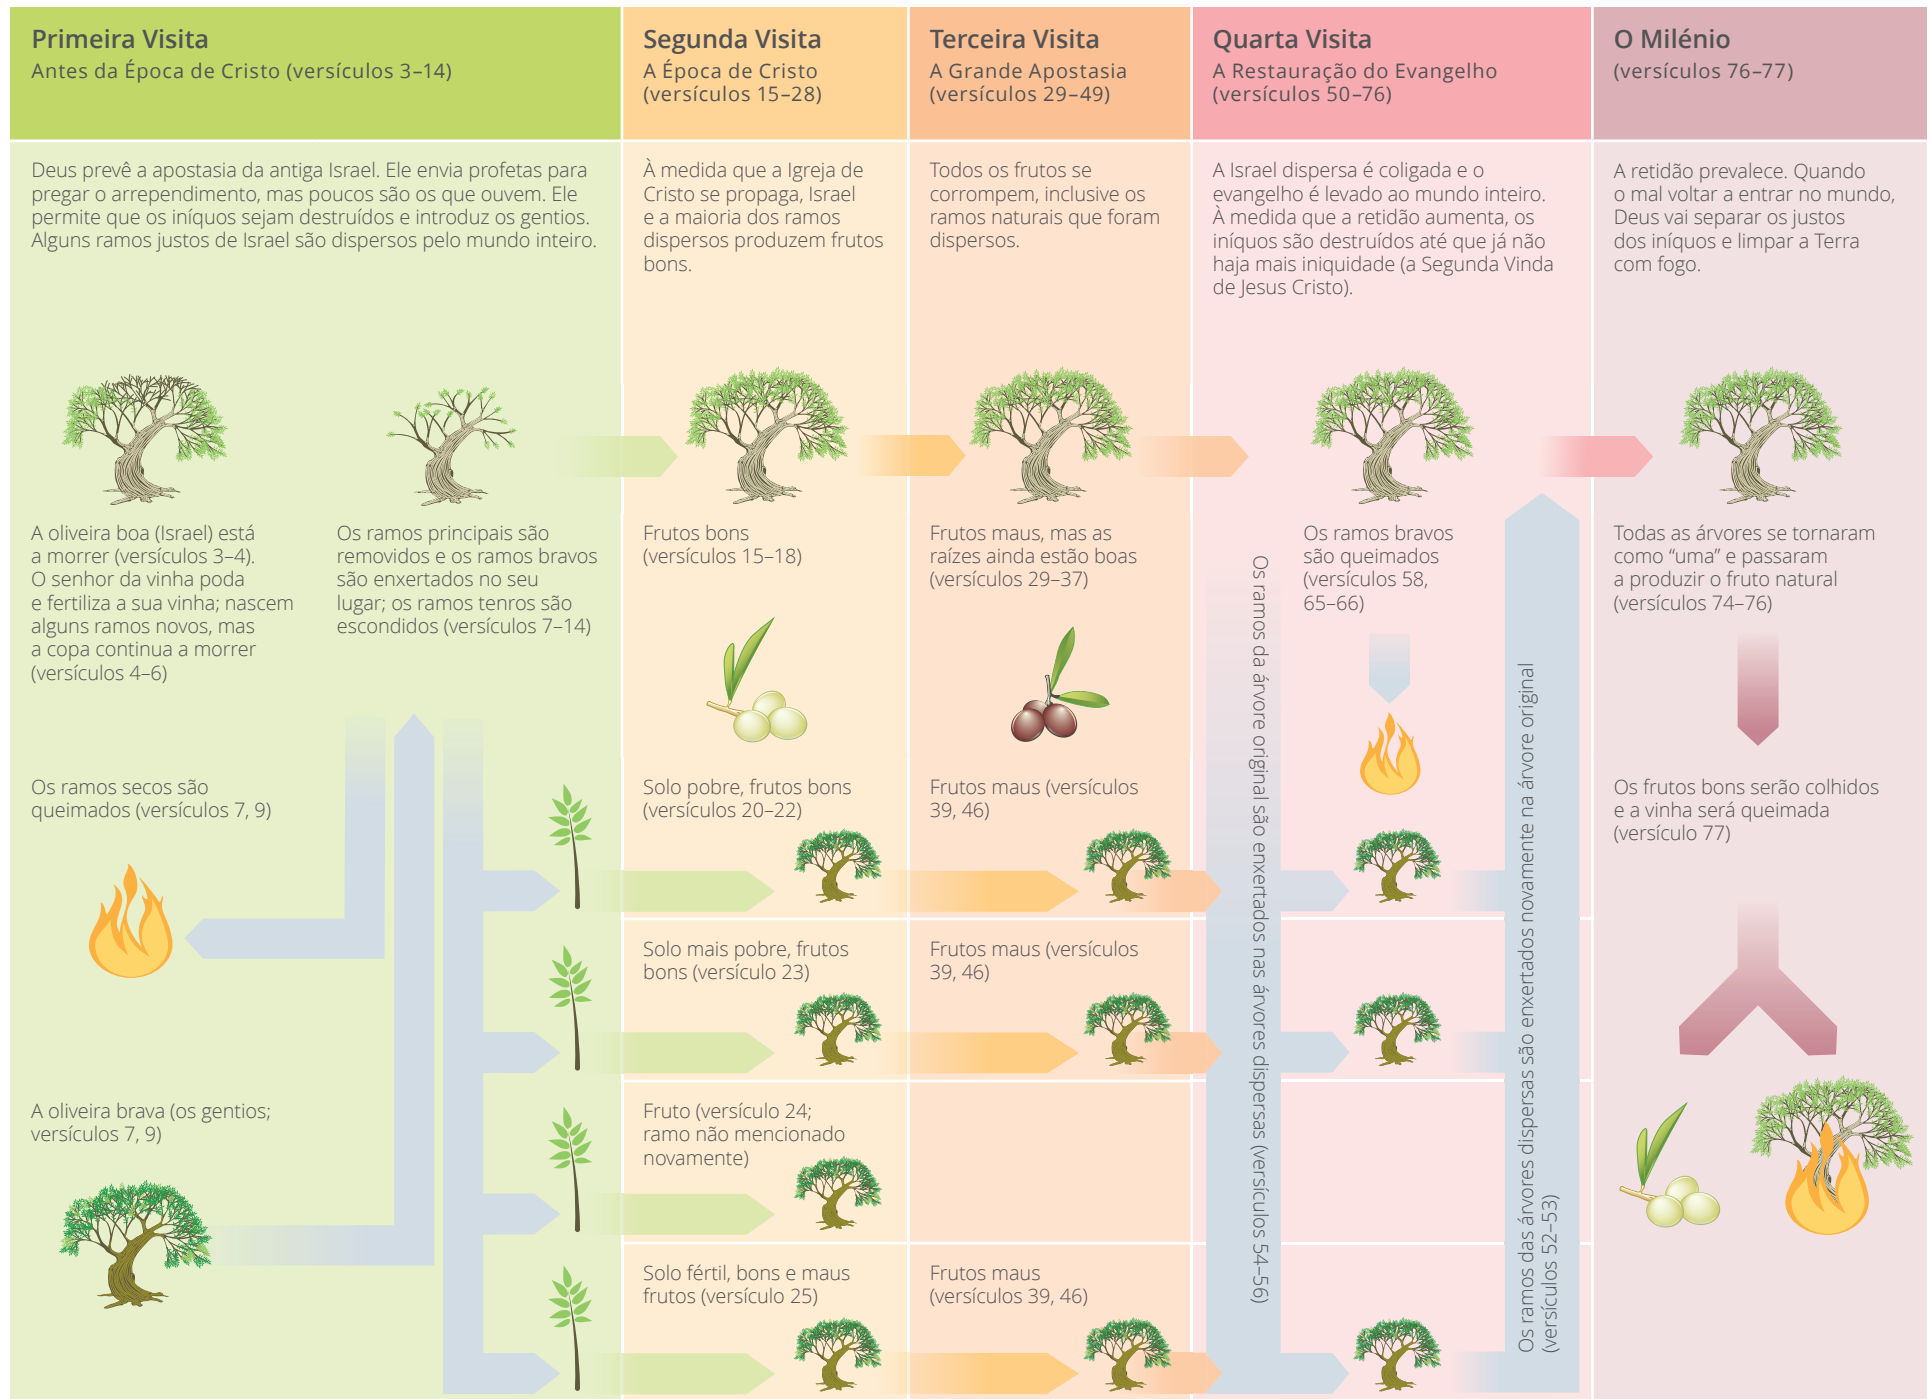 Primeira Visita
Antes da Época de Cristo (versículos 3–14)
Segunda Visita
A Época de Cristo
(versículos 15–28)
Terceira Visita
A Grande Apostasia
(versículos 29–49)
Quarta Visita
A Restauração do Evangelho
(versículos 50–76)
O Milénio
(versículos 76–77)
Deus prevê a apostasia da antiga Israel. Ele envia profetas para
pregar o arrependimento, mas poucos são os que ouvem. Ele
permite que os iníquos sejam destruídos e introduz os gentios.
Alguns ramos justos de Israel são dispersos pelo mundo inteiro.
À medida que a Igreja de
Cristo se propaga, Israel
e a maioria dos ramos
dispersos produzem frutos
bons.
Todos os frutos se
corrompem, inclusive os
ramos naturais que foram
dispersos.
A Israel dispersa é coligada e o
evangelho é levado ao mundo inteiro.
À medida que a retidão aumenta, os
iníquos são destruídos até que já não
haja mais iniquidade (a Segunda Vinda
de Jesus Cristo).
A retidão prevalece. Quando
o mal voltar a entrar no mundo,
Deus vai separar os justos
dos iníquos e limpar a Terra
com fogo.
A oliveira boa (Israel) está
a morrer (versículos 3–4).
O senhor da vinha poda
e fertiliza a sua vinha; nascem
alguns ramos novos, mas
a copa continua a morrer
(versículos 4–6)
Os ramos principais são
removidos e os ramos bravos
são enxertados no seu
lugar; os ramos tenros são
escondidos (versículos 7–14)
Frutos bons
(versículos 15–18)
Frutos maus, mas as
raízes ainda estão boas
(versículos 29–37)
Os ramos da árvore original são enxertados nas árvores dispersas (versículos 54–56)
Os ramos bravos
são queimados
(versículos 58,
65–66)
Os ramos das árvores dispersas são enxertados novamente na árvore original
(versículos 52–53)
Todas as árvores se tornaram
como “uma” e passaram
a produzir o fruto natural
(versículos 74–76)
Os ramos secos são
queimados (versículos 7, 9)
Solo pobre, frutos bons
(versículos 20–22)
Frutos maus (versículos
39, 46)
Os frutos bons serão colhidos
e a vinha será queimada
(versículo 77)
Solo mais pobre, frutos
bons (versículo 23)
Frutos maus (versículos
39, 46)
A oliveira brava (os gentios;
versículos 7, 9)
Fruto (versículo 24;
ramo não mencionado
novamente)
Solo fértil, bons e maus
frutos (versículo 25)
Frutos maus
(versículos 39, 46)